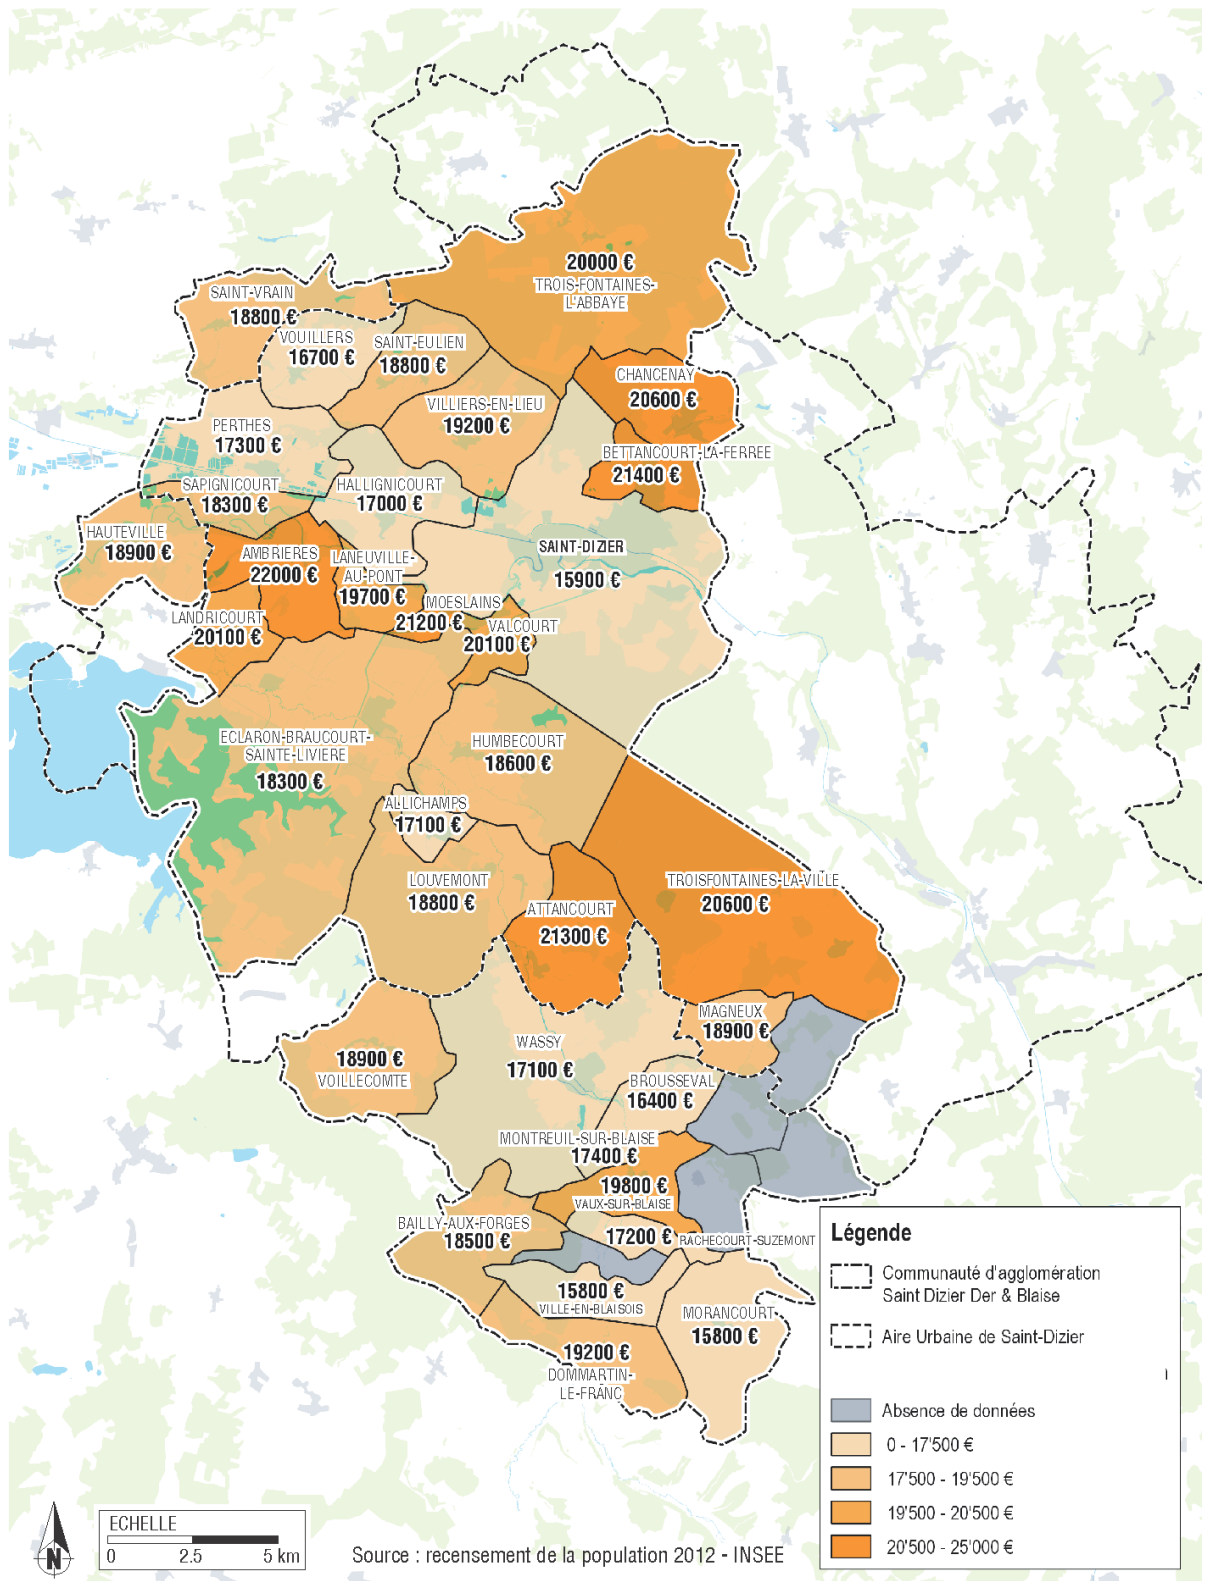 20000 €
TROIS-FONTAINES-
L'ABBAYE
SAINT-VRAIN
18800 €
VOUILLERS
16700 €
SAINT-EULIEN
18800 €
CHANCENAY
20600 €
VILLIERS-EN-LIEU
19200 €
PERTHES
17300 €
BETTANCOURT-LA-FERREE
21400 €
SAPIGNICOURT
18300 €
HALLIGNICOURT
17000 €
HAUTEVILLE
18900 €
AMBRIERES
22000 €
LANEUVILLE-
AU-PONT
19700 €
SAINT-DIZIER
15900 €
LANDRICOURT
20100 €
MOESLAINS
21200 €
VALCOURT
20100 €
ECLARON-BRAUCOURT-
SAINTE-LIVIERE
18300 €
HUMBECOURT
18600 €
ALLICHAMPS
17100 €
LOUVEMONT
18800 €
ATTANCOURT
21300 €
TROISFONTAINES-LA-VILLE
20600 €
MAGNEUX
18900 €
WASSY
17100 €
18900 €
VOILLECOMTE
BROUSSEVAL
16400 €
MONTREUIL-SUR-BLAISE
17400 €
19800 €
VAUX-SUR-BLAISE
BAILLY-AUX-FORGES
18500 €
17200 €
RACHECOURT-SUZEMONT
15800 €
VILLE-EN-BLAISOIS
MORANCOURT
15800 €
19200 €
DOMMARTIN-
LE-FRANC
Légende
Communauté d'agglomération
Saint Dizier Der & Blaise
Aire Urbaine de Saint-Dizier
Absence de données
0 - 17'500 €
17'500 - 19'500 €
19'500 - 20'500 €
20'500 - 25'000 €
N
ECHELLE
0 2.5 5 km
Source : recensement de la population 2012 - INSEE